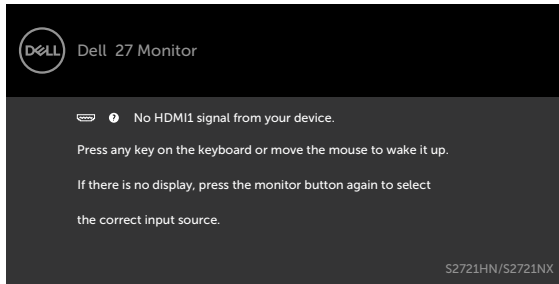 DELL
Dell 27 Monitor
No HDMI1 signal from your device.
Press any key on the keyboard or move the mouse to wake it up.
If there is no display, press the monitor button again to select
the correct input source.
S2721HN/S2721NX